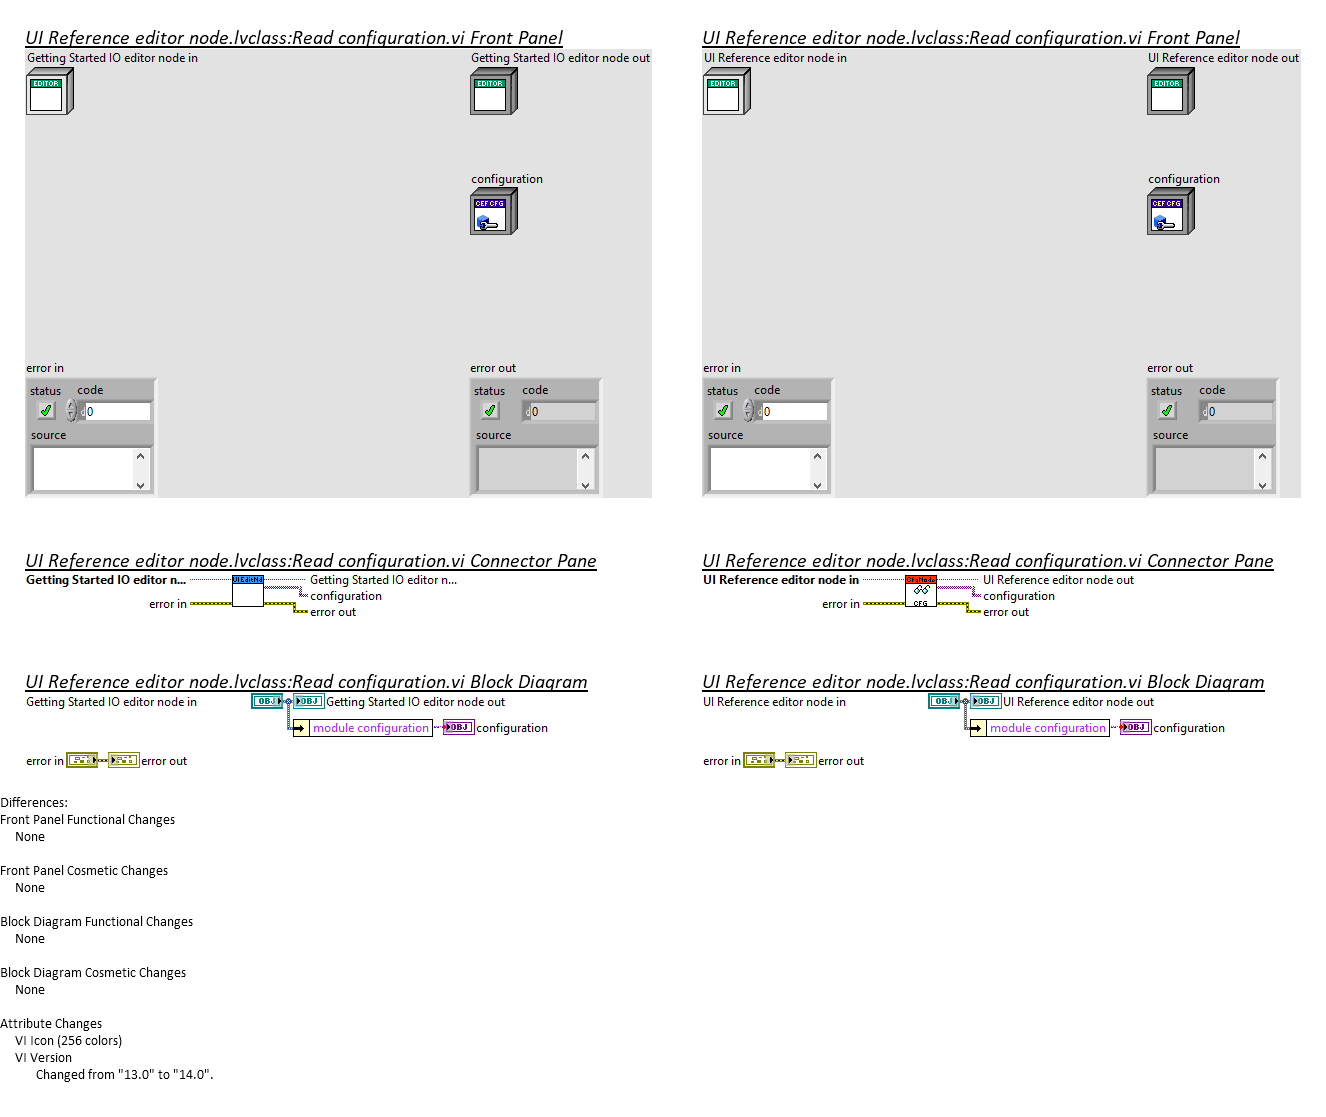 UI Reference editor node.lvclass:Read configuration.vi Front Panel
Getting Started IO editor node in
Getting Started IO editor node out
EDITOR
EDITOR
configuration
CEF CFG
error in
status
code
d
0
source
error out
status
code
d
0
source
UI Reference editor node.lvclass:Read configuration.vi Front Panel
UI Reference editor node in
UI Reference editor node out
EDITOR
EDITOR
configuration
CEF CFG
error in
status
code
d
0
source
error out
status
code
d
0
source
UI Reference editor node.lvclass:Read configuration.vi Connector Pane
Getting Started IO editor n...
UIEditNd
Getting Started IO editor n...
configuration
error in
error out
UI Reference editor node.lvclass:Read configuration.vi Connector Pane
UI Reference editor node in
CFG
UI Reference editor node out
configuration
error in
error out
UI Reference editor node.lvclass:Read configuration.vi Block Diagram
Getting Started IO editor node in
OBJ
OBJ
Getting Started IO editor node out
module configuration
OBJ
configuration
error in
error out
UI Reference editor node.lvclass:Read configuration.vi Block Diagram
UI Reference editor node in
OBJ
OBJ
UI Reference editor node out
module configuration
OBJ
configuration
error in
error out
Differences:
Front Panel Functional Changes
None
Front Panel Cosmetic Changes
None
Block Diagram Functional Changes
None
Block Diagram Cosmetic Changes
None
Attribute Changes
VI Icon (256 colors)
VI Version
Changed from "13.0" to "14.0".